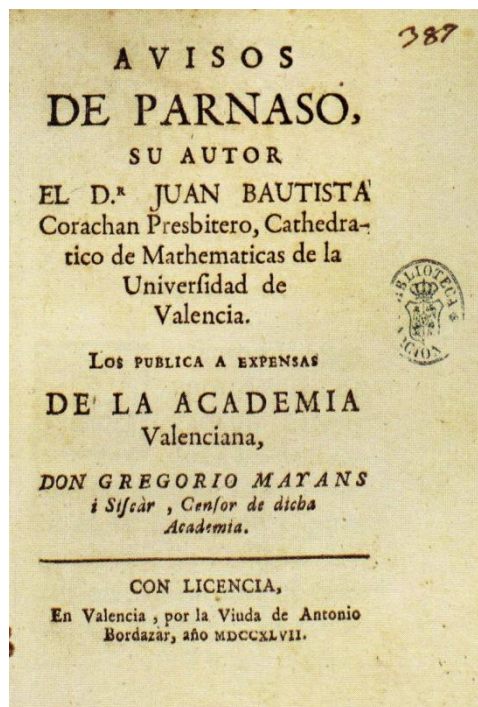 387
AVISOS
DE PARNASO,
SU AUTOR
EL D.ʀ JUAN BAUTISTA
Corachan Presbitero, Cathedra-
tico de Mathematicas de la
Univerſidad de
Valencia.
LOS PUBLICA A EXPENSAS
DE LA ACADEMIA
Valenciana,
DON GREGORIO MAYANS
i Siſcàr, Cenſor de dicha
Academia.
CON LICENCIA,
En Valencia, por la Viuda de Antonio
Bordazàr, año MDCCXLVII.
BIBLIOTECA